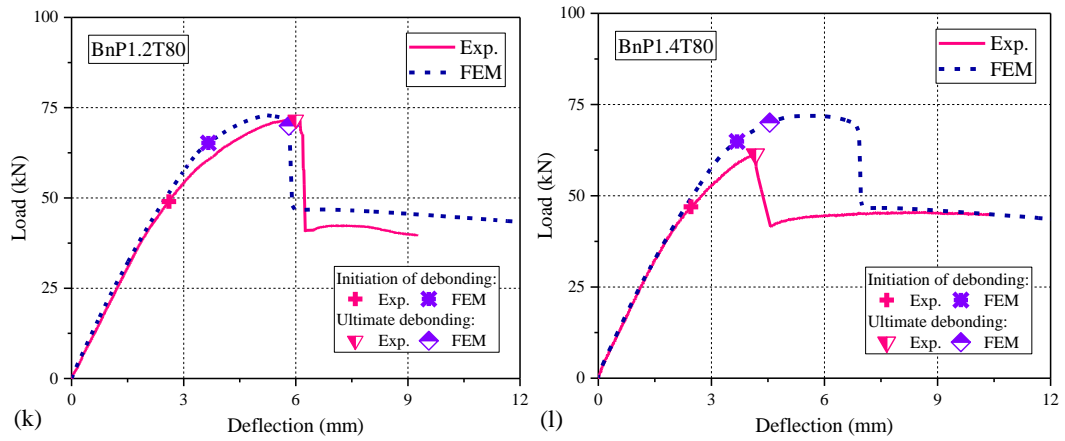 100
75
50
25
0
Load (kN)
BnP1.2T80
Exp.
FEM
Initiation of debonding:
Exp. FEM
Ultimate debonding:
Exp. FEM
0 3 6 9 12
(k) Deflection (mm)
100
75
50
25
0
Load (kN)
BnP1.4T80
Exp.
FEM
Initiation of debonding:
Exp. FEM
Ultimate debonding:
Exp. FEM
0 3 6 9 12
(l) Deflection (mm)